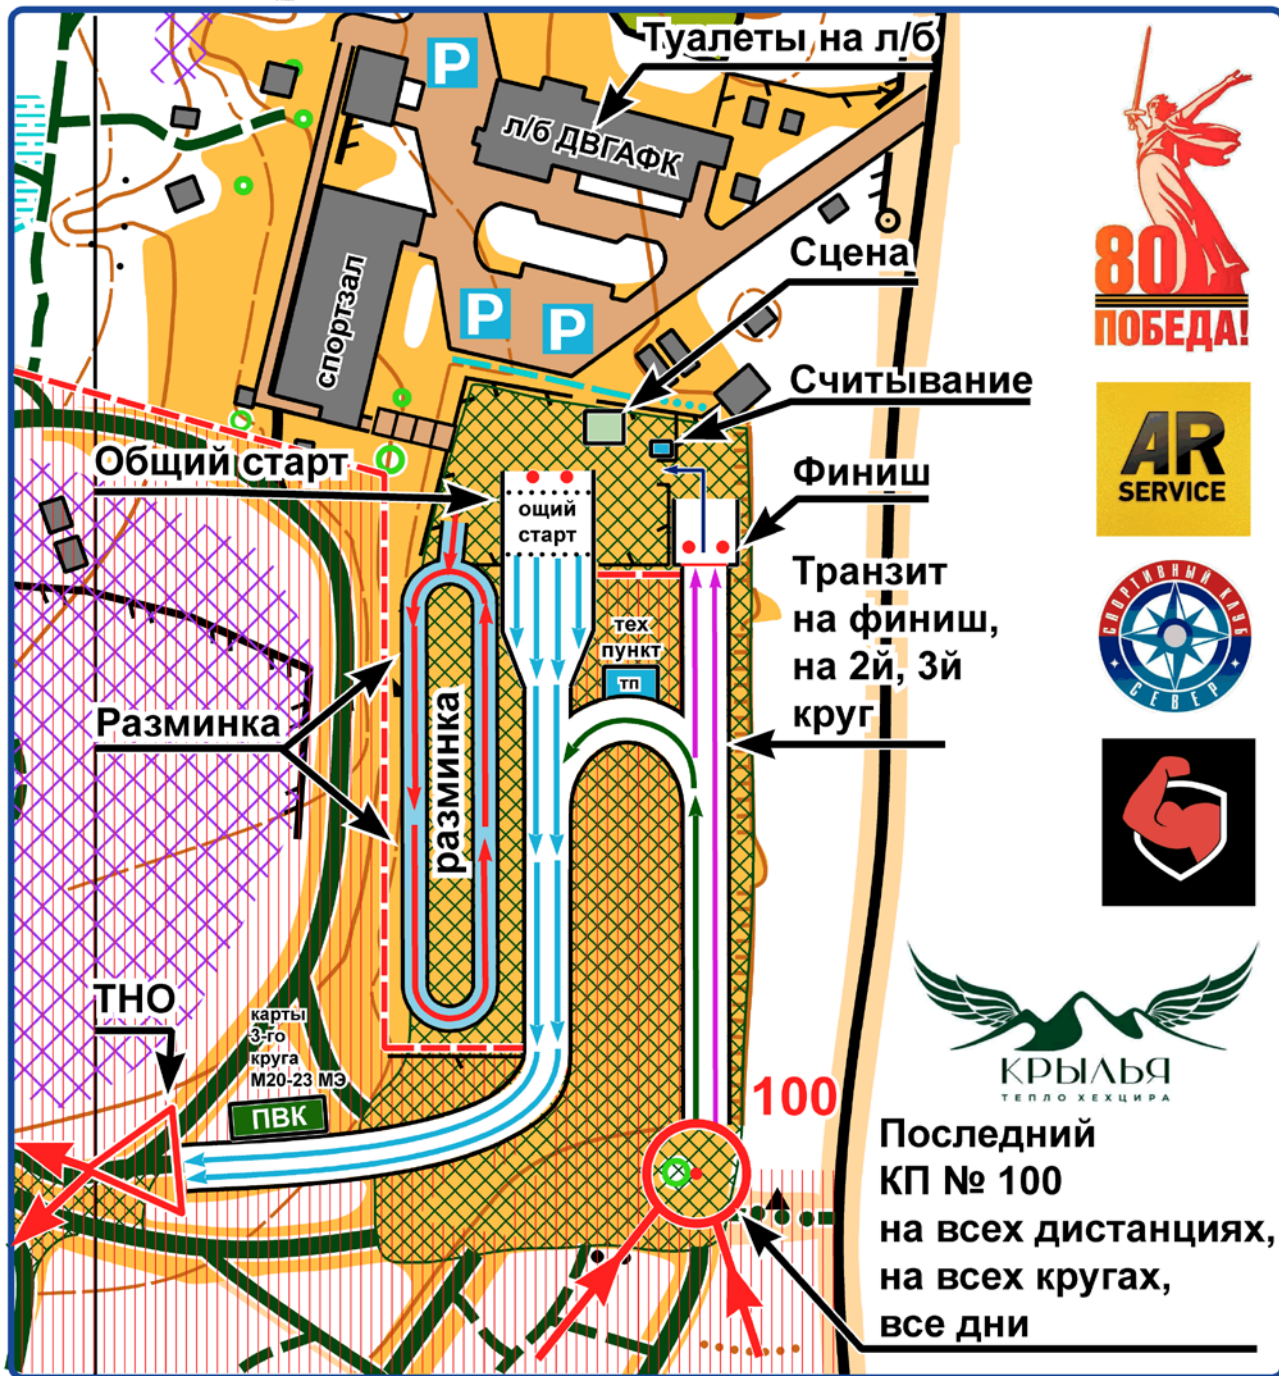 Туалеты на л/б
P
л/б ДВГАФК
Сцена
80
ПОБЕДА!
спортзал
P
P
Считывание
AR
SERVICE
Общий старт
Финиш
ощий
старт
Транзит
на финиш,
на 2й, 3й
круг
СПОРТИВНЫЙ КЛУБ
СЕВЕР
тех
пункт
тп
Разминка
разминка
ТНО
карты
3-го
круга
М20-23 МЭ
ПВК
100
КРЫЛЬЯ
ТЕПЛО ХЕХЦИРА
Последний
КП № 100
на всех дистанциях,
на всех кругах,
все дни